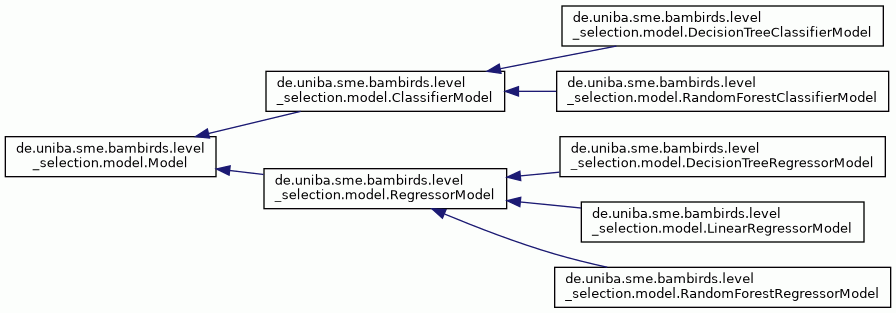 de.uniba.sme.bambirds.level
_selection.model.DecisionTreeClassifierModel
de.uniba.sme.bambirds.level
_selection.model.ClassifierModel
de.uniba.sme.bambirds.level
_selection.model.RandomForestClassifierModel
de.uniba.sme.bambirds.level
_selection.model.Model
de.uniba.sme.bambirds.level
_selection.model.DecisionTreeRegressorModel
de.uniba.sme.bambirds.level
_selection.model.RegressorModel
de.uniba.sme.bambirds.level
_selection.model.LinearRegressorModel
de.uniba.sme.bambirds.level
_selection.model.RandomForestRegressorModel